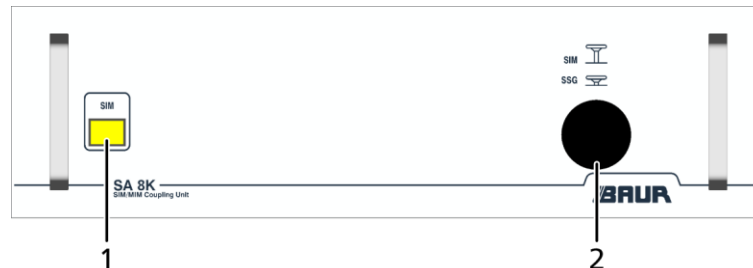 SIM
SSG
SIM
SA 8K
SIM/MIM Coupling Unit
BAUR
1
2